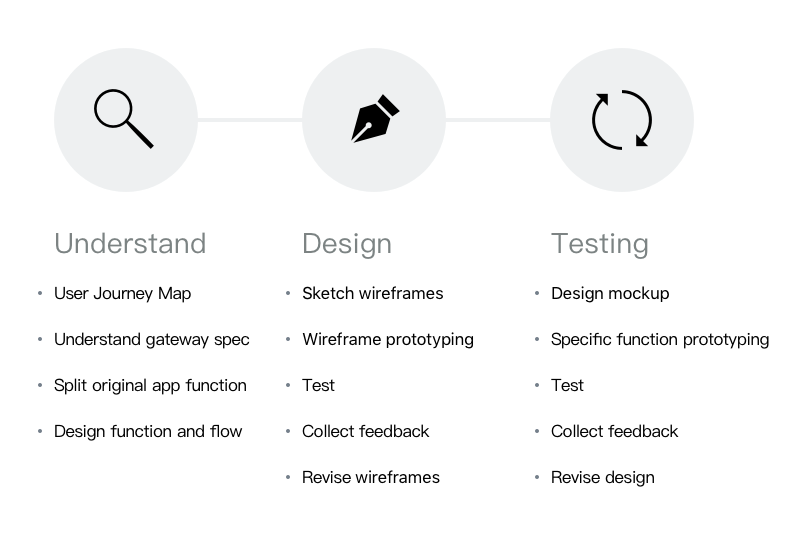 Understand
• User Journey Map
• Understand gateway spec
• Split original app function
• Design function and flow
Design
• Sketch wireframes
• Wireframe prototyping
• Test
• Collect feedback
• Revise wireframes
Testing
• Design mockup
• Specific function prototyping
• Test
• Collect feedback
• Revise design